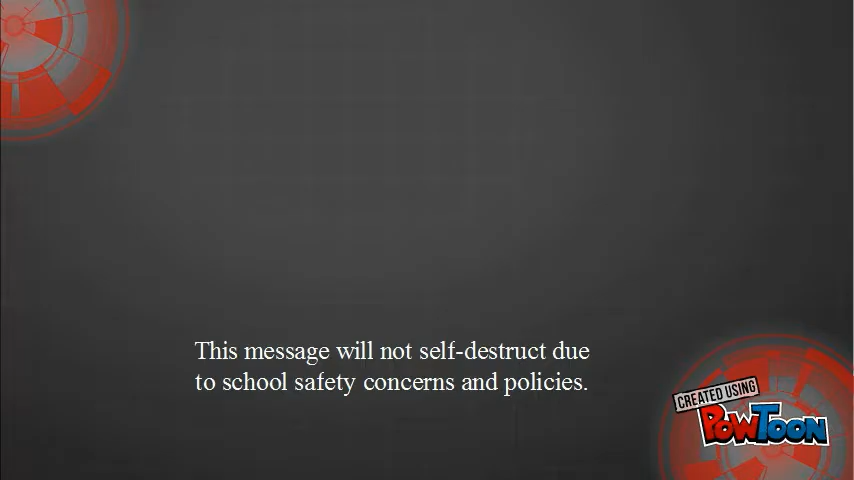 This message will not self-destruct due
to school safety concerns and policies.
CREATED USING
POWTOON